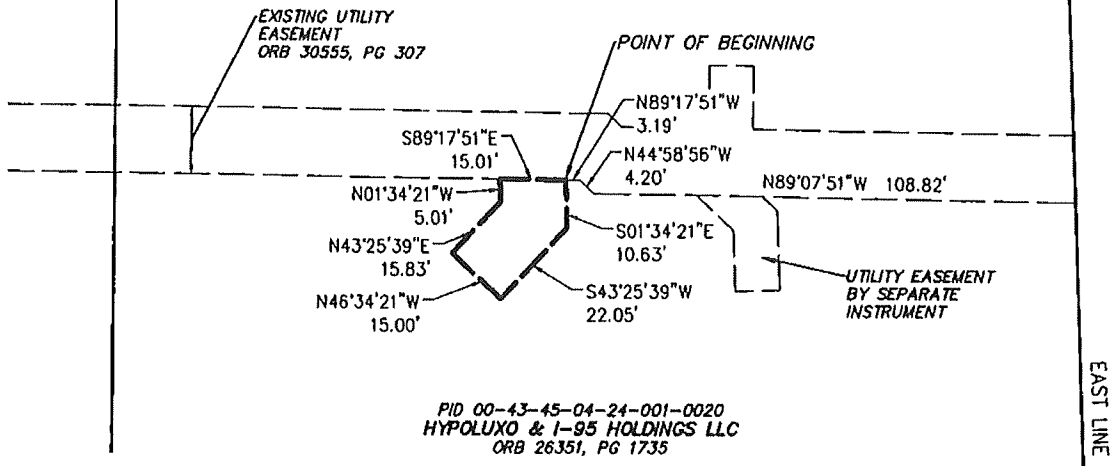 EXISTING UTILITY
EASEMENT
ORB 30555, PG 307
POINT OF BEGINNING
N89°17'51"W
3.19'
S89°17'51"E
15.01'
N44°58'56"W
4.20'
N89°07'51"W 108.82'
N01°34'21"W
5.01'
S01°34'21"E
10.63'
N43°25'39"E
15.83'
N46°34'21"W
15.00'
S43°25'39"W
22.05'
UTILITY EASEMENT
BY SEPARATE
INSTRUMENT
PID 00-43-45-04-24-001-0020
HYPOLUXO & I-95 HOLDINGS LLC
ORB 26351, PG 1735
EAST LINE